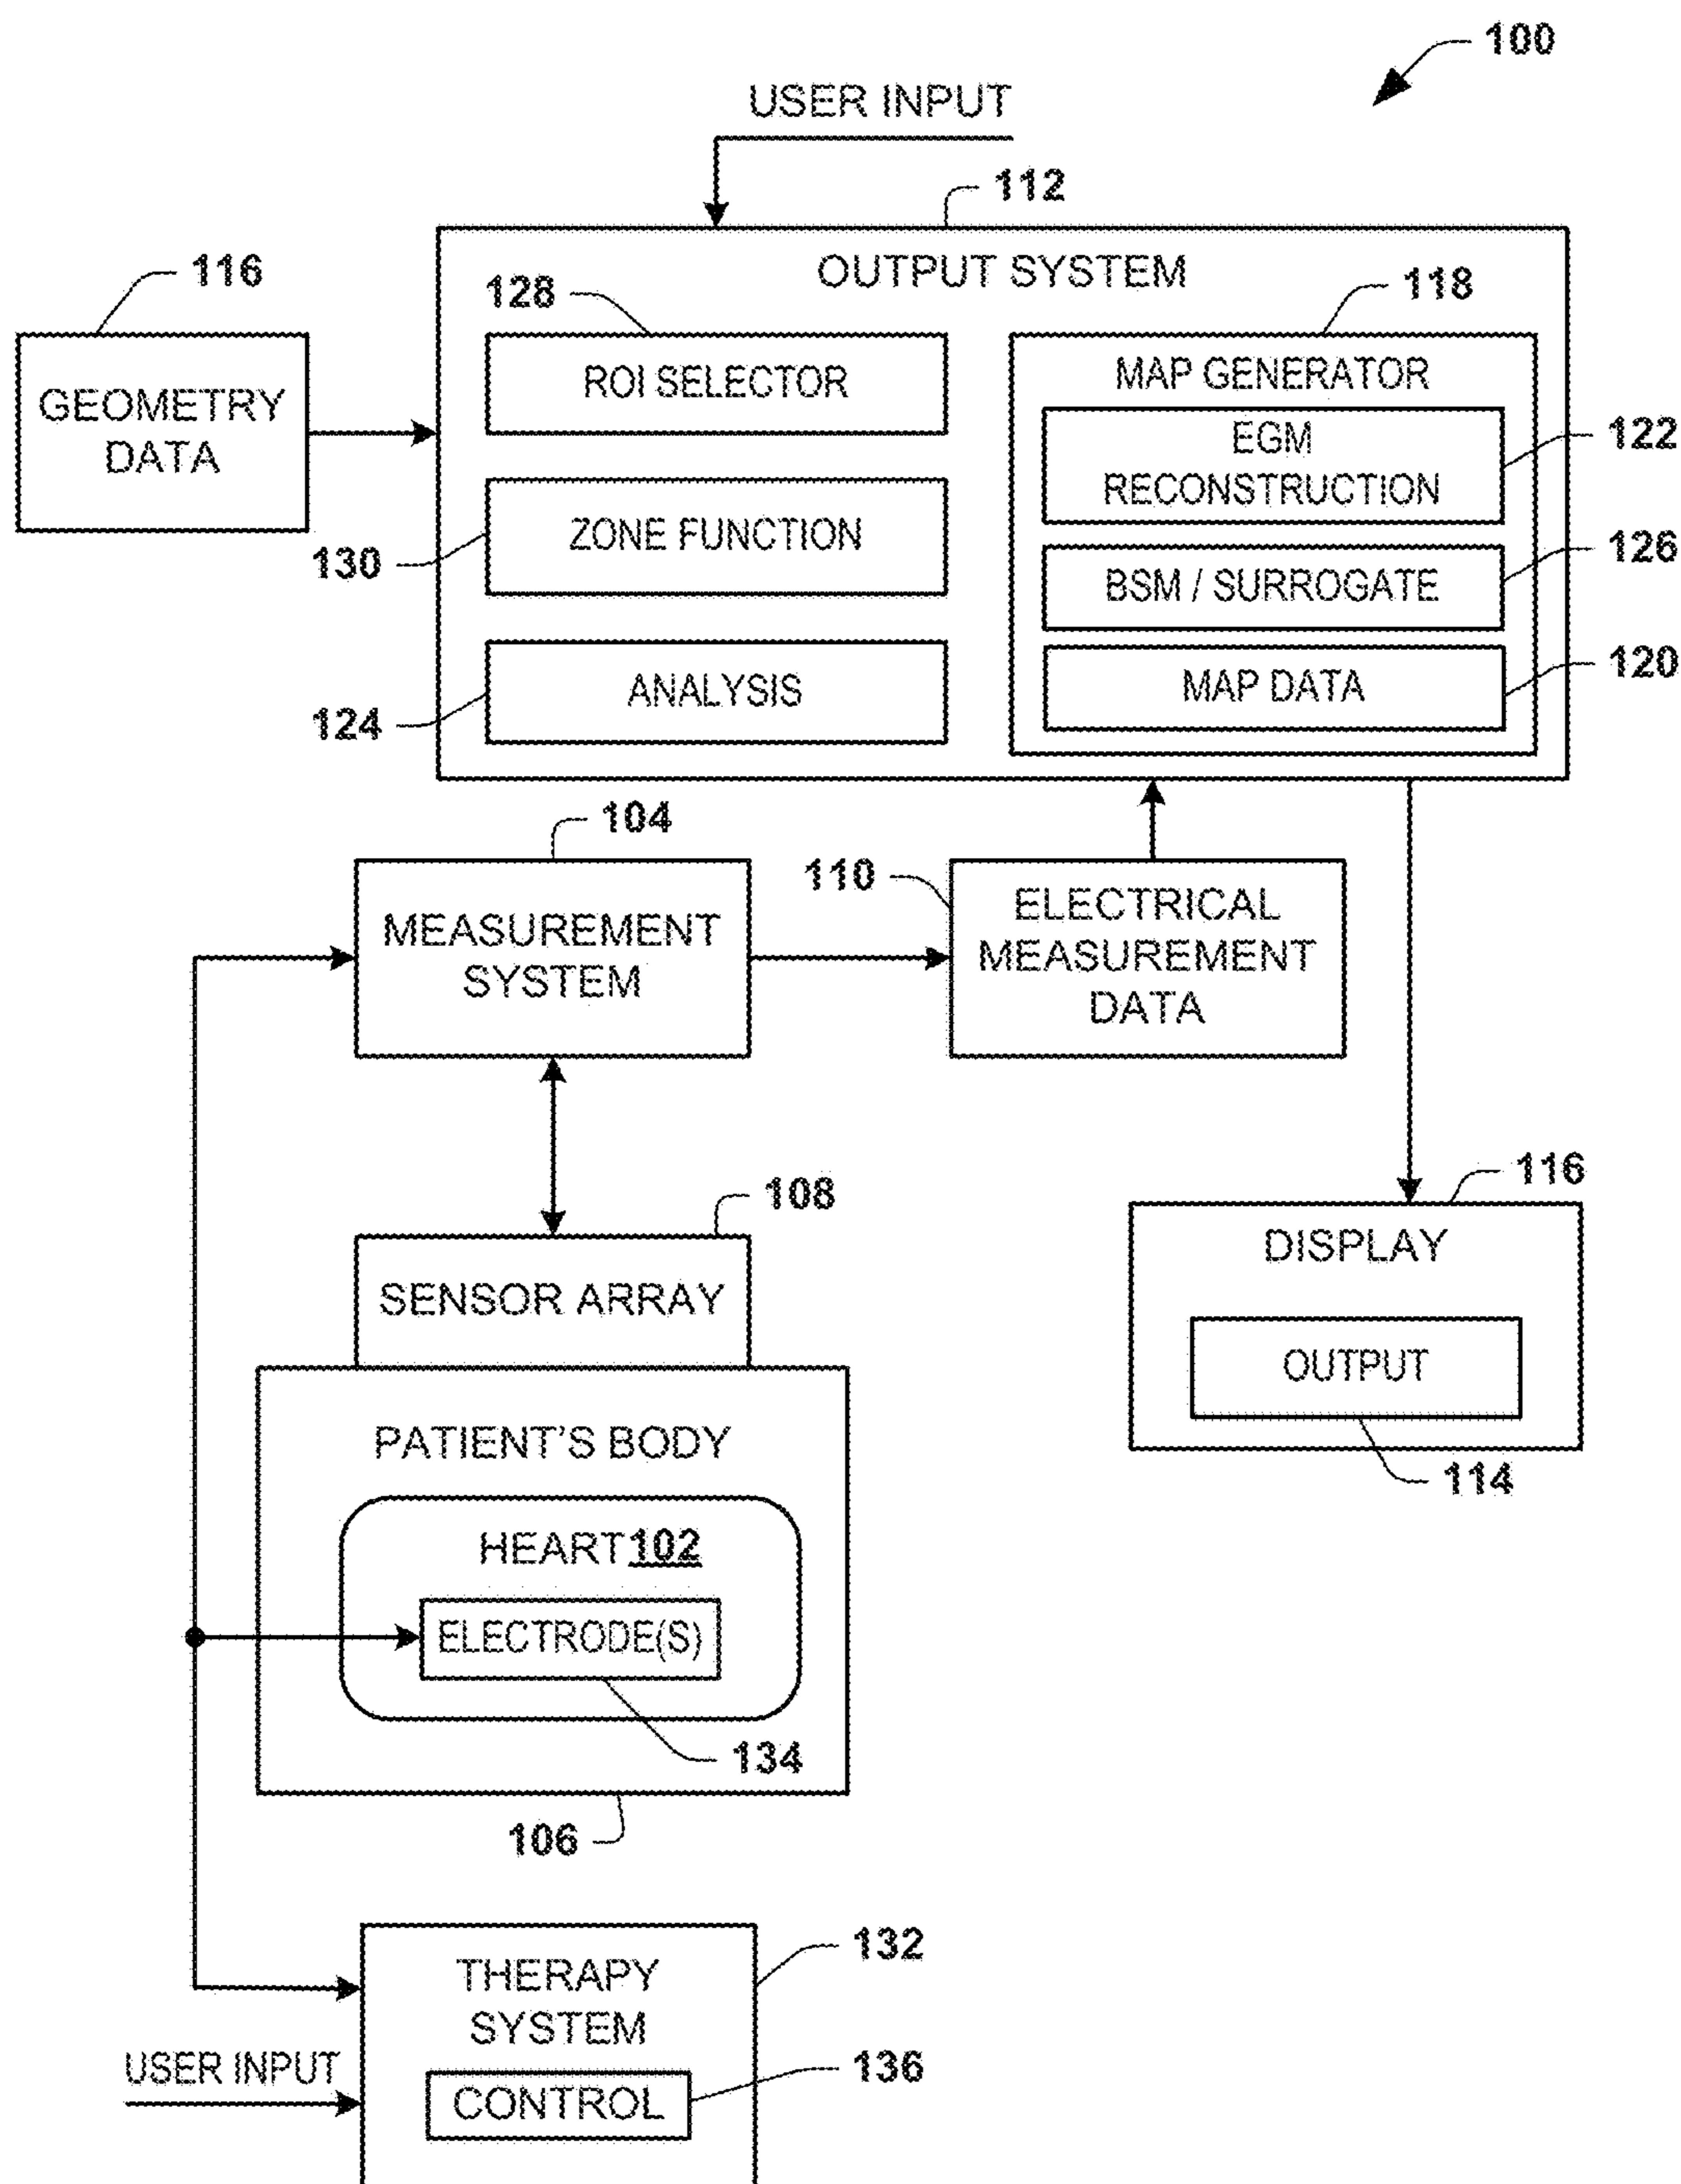 100
USER INPUT
112
OUTPUT SYSTEM
116
GEOMETRY
DATA
128
ROI SELECTOR
130
ZONE FUNCTION
124
ANALYSIS
118
MAP GENERATOR
EGM
RECONSTRUCTION
122
BSM / SURROGATE
126
MAP DATA
120
104
MEASUREMENT
SYSTEM
110
ELECTRICAL
MEASUREMENT
DATA
108
SENSOR ARRAY
116
DISPLAY
OUTPUT
114
PATIENT'S BODY
HEART 102
ELECTRODE(S)
134
106
132
THERAPY
SYSTEM
USER INPUT
136
CONTROL